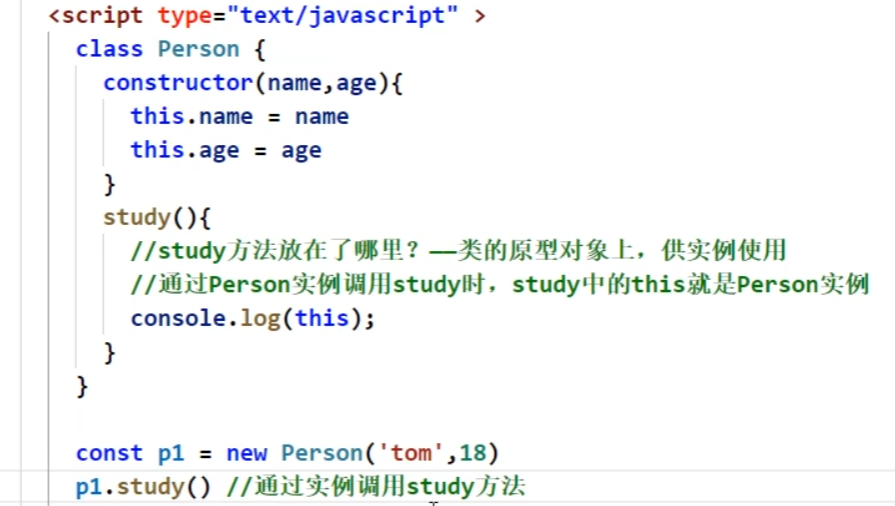 <script type="text/javascript" >
class Person {
constructor(name,age){
this.name = name
this.age = age
}
study(){
//study方法放在了哪里？——类的原型对象上，供实例使用
//通过Person实例调用study时，study中的this就是Person实例
console.log(this);
}
}
const p1 = new Person('tom',18)
p1.study() //通过实例调用study方法